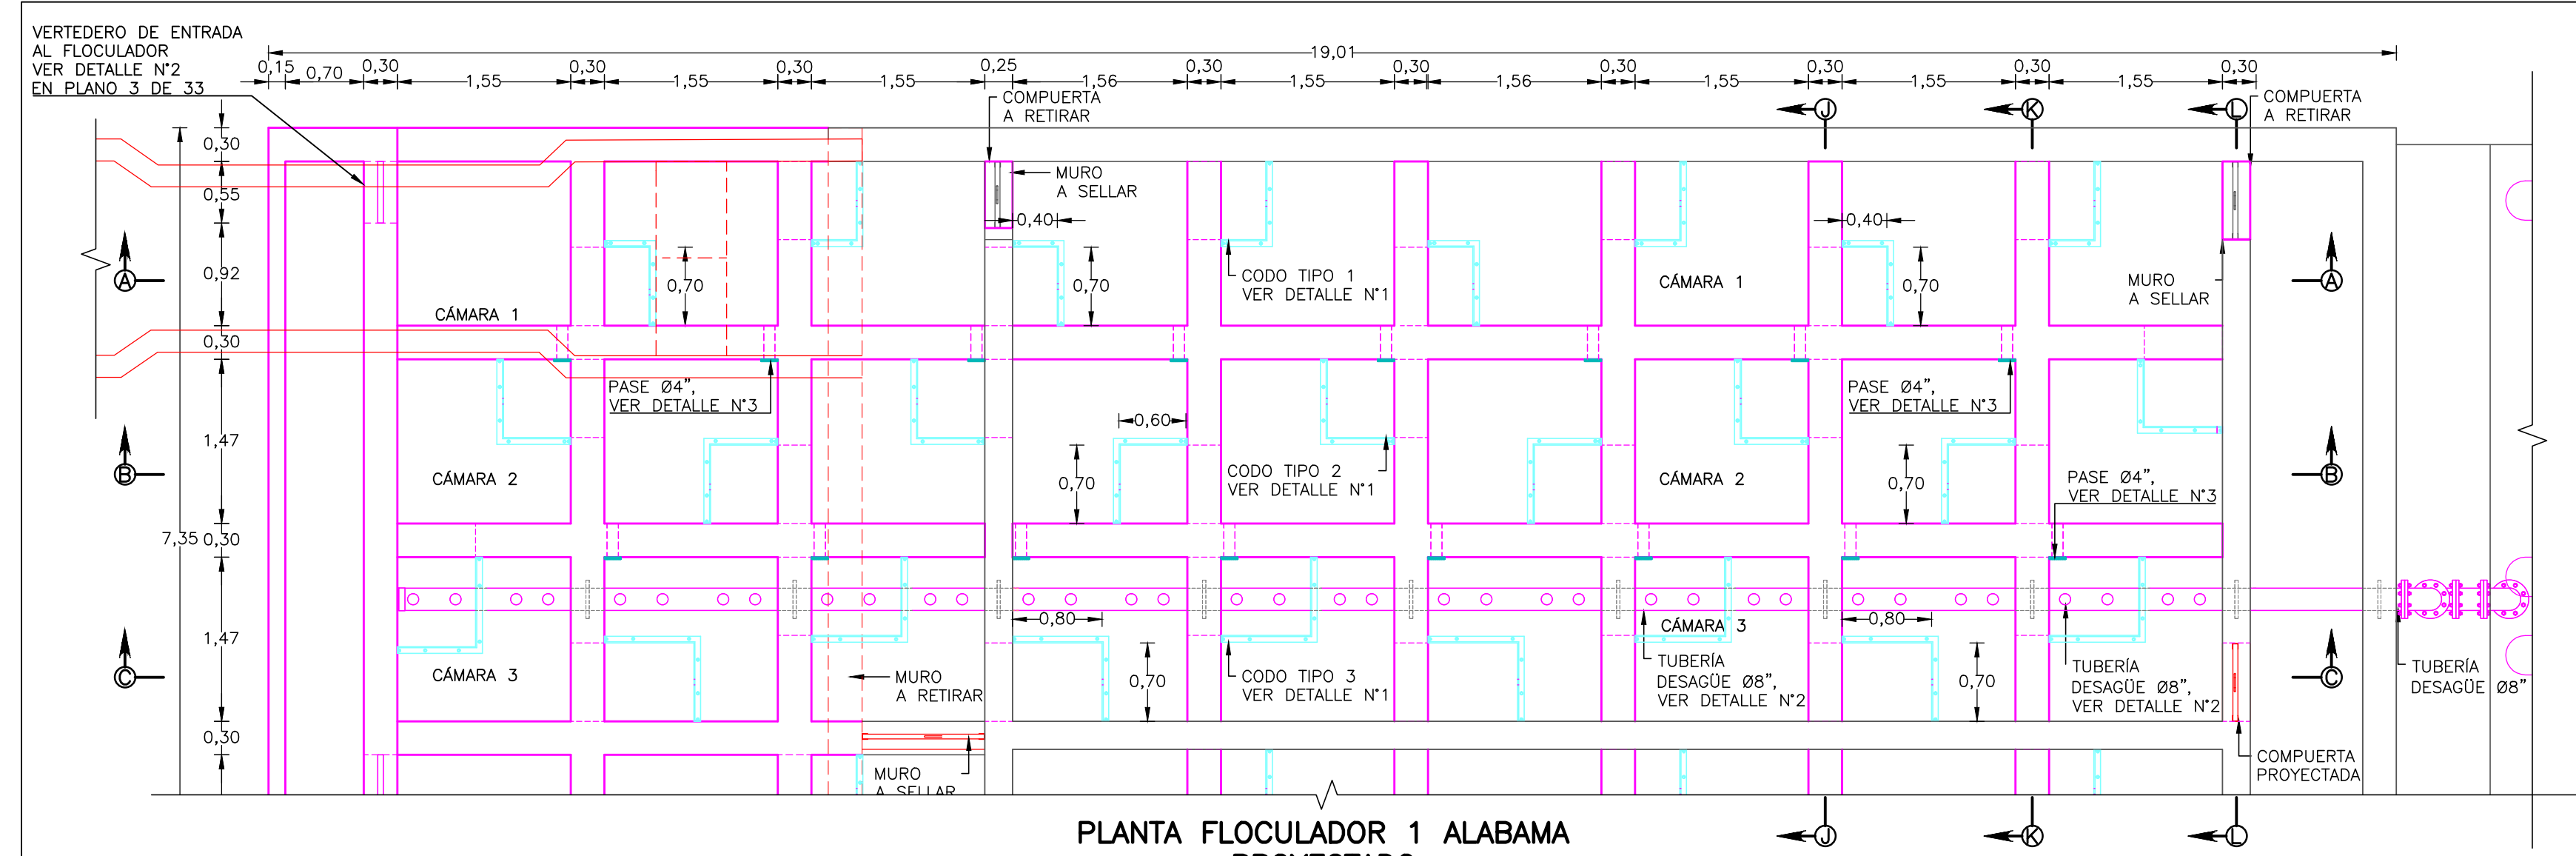 VERTEDERO DE ENTRADA
AL FLOCULADOR
VER DETALLE N°2
EN PLANO 3 DE 33
19,01
0,15
0,70
0,30
1,55
0,30
1,55
0,30
1,55
0,25
1,56
0,30
1,55
0,30
1,56
0,30
1,55
0,30
1,55
0,30
1,55
0,30
COMPUERTA
A RETIRAR
J
K
L
COMPUERTA
A RETIRAR
0,30
0,55
0,92
0,30
1,47
7,35
0,30
1,47
0,30
MURO
A SELLAR
0,40
0,40
A
0,70
0,70
CODO TIPO 1
VER DETALLE N°1
CÁMARA 1
0,70
MURO
A SELLAR
A
CÁMARA 1
PASE Ø4”,
VER DETALLE N°3
PASE Ø4”,
VER DETALLE N°3
0,60
B
CÁMARA 2
0,70
CODO TIPO 2
VER DETALLE N°1
CÁMARA 2
0,70
PASE Ø4”,
VER DETALLE N°3
B
0,80
CÁMARA 3
0,80
C
CÁMARA 3
MURO
A RETIRAR
0,70
CODO TIPO 3
VER DETALLE N°1
TUBERÍA
DESAGÜE Ø8”,
VER DETALLE N°2
0,70
TUBERÍA
DESAGÜE Ø8”,
VER DETALLE N°2
C
TUBERÍA
DESAGÜE Ø8”
MURO
A SELLAR
COMPUERTA
PROYECTADA
PLANTA FLOCULADOR 1 ALABAMA
PROYECTADO
J
K
L